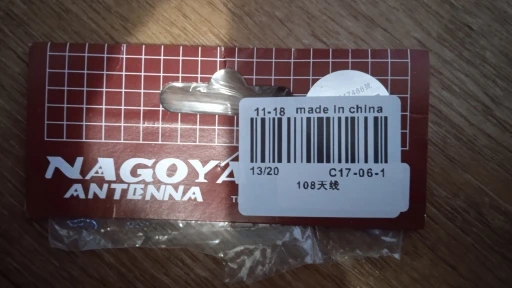 11-18 made in china
13/20 C17-06-1
108天线
NAGOYA
ANTENNA